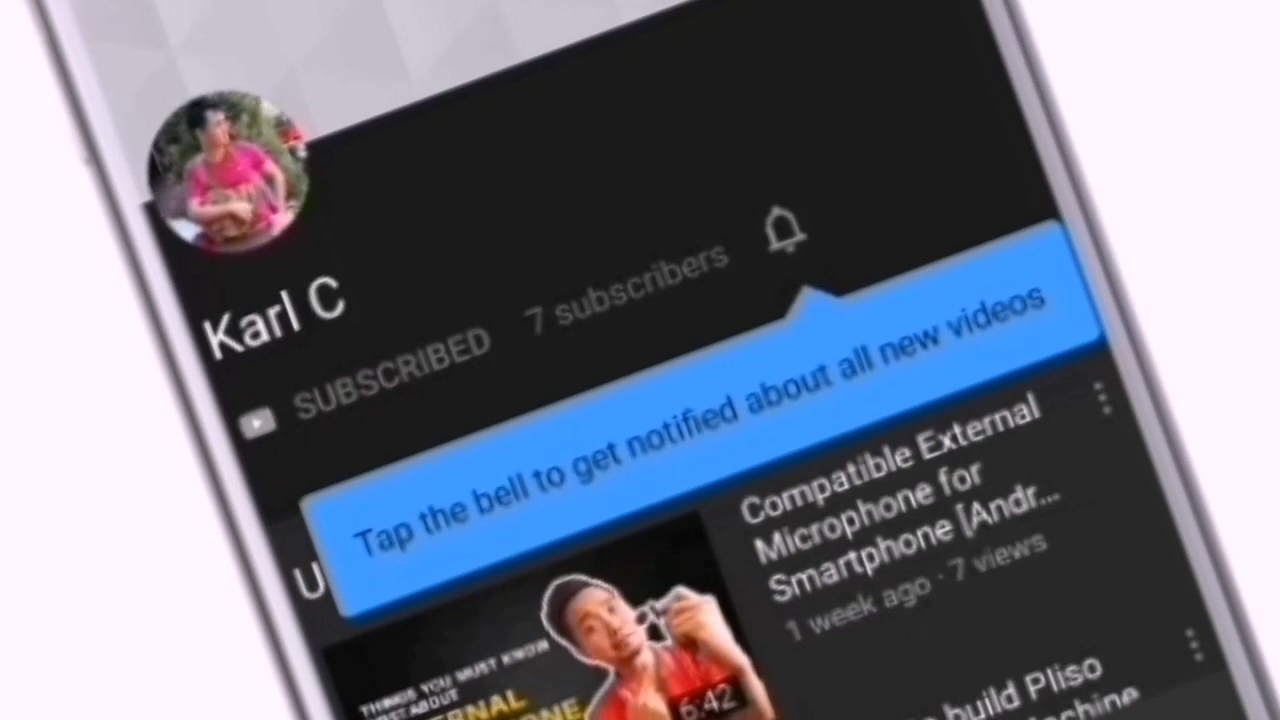 Karl C
SUBSCRIBED 7 subscribers
Tap the bell to get notified about all new videos
U
Compatible External
Microphone for
Smartphone [Andr...
1 week ago · 7 views
THINGS YOU MUST KNOW
ABOUT
6:42
build Pliso